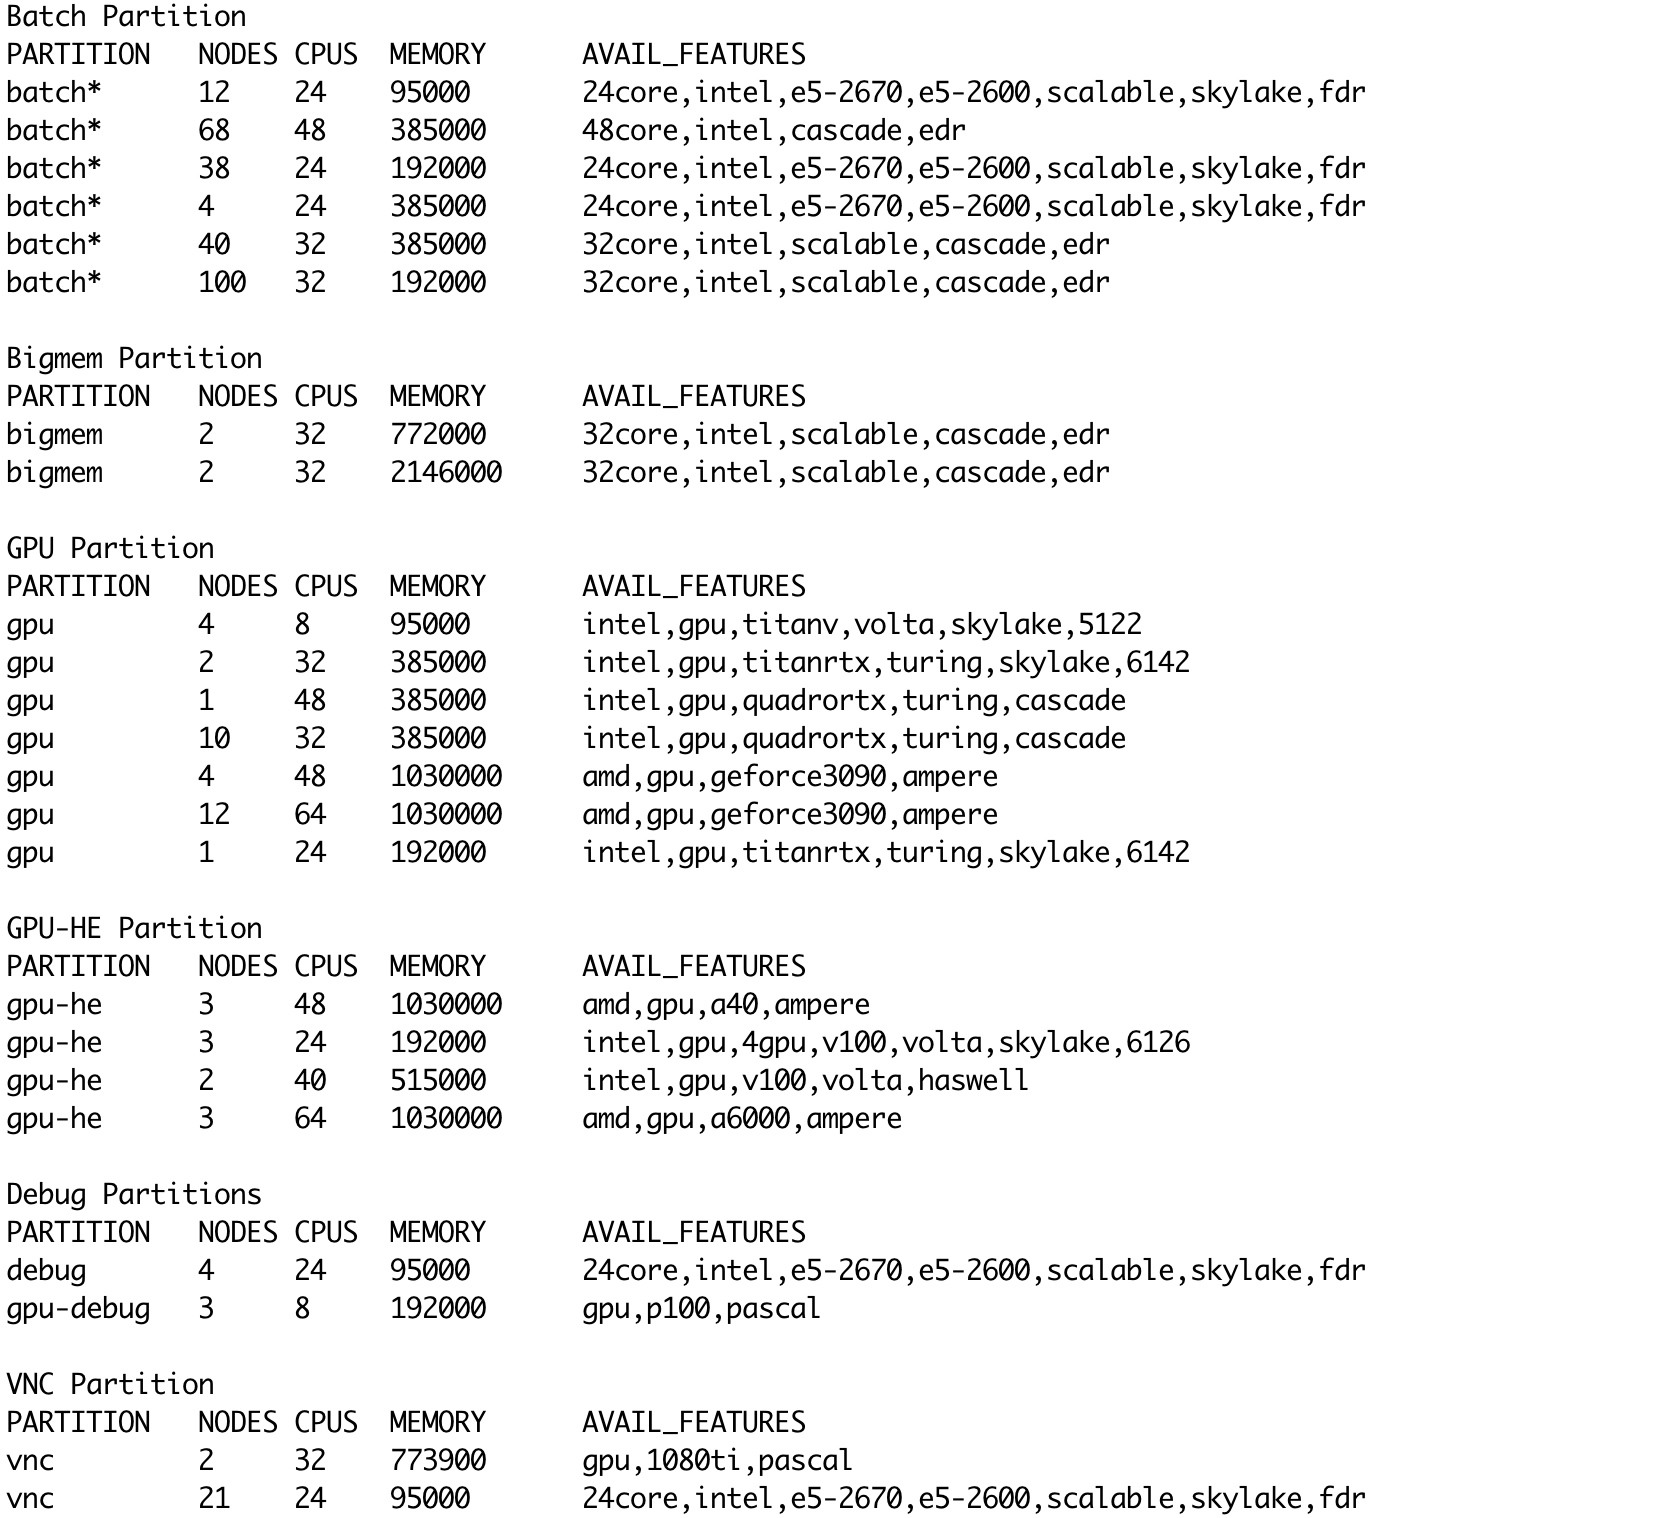 Batch Partition
PARTITION NODES CPUS MEMORY AVAIL_FEATURES
batch* 12 24 95000 24core,intel,e5-2670,e5-2600,scalable,skylake,fdr
batch* 68 48 385000 48core,intel,cascade,edr
batch* 38 24 192000 24core,intel,e5-2670,e5-2600,scalable,skylake,fdr
batch* 4 24 385000 24core,intel,e5-2670,e5-2600,scalable,skylake,fdr
batch* 40 32 385000 32core,intel,scalable,cascade,edr
batch* 100 32 192000 32core,intel,scalable,cascade,edr
Bigmem Partition
PARTITION NODES CPUS MEMORY AVAIL_FEATURES
bigmem 2 32 772000 32core,intel,scalable,cascade,edr
bigmem 2 32 2146000 32core,intel,scalable,cascade,edr
GPU Partition
PARTITION NODES CPUS MEMORY AVAIL_FEATURES
gpu 4 8 95000 intel,gpu,titanv,volta,skylake,5122
gpu 2 32 385000 intel,gpu,titanrtx,turing,skylake,6142
gpu 1 48 385000 intel,gpu,quadrortx,turing,cascade
gpu 10 32 385000 intel,gpu,quadrortx,turing,cascade
gpu 4 48 1030000 amd,gpu,geforce3090,ampere
gpu 12 64 1030000 amd,gpu,geforce3090,ampere
gpu 1 24 192000 intel,gpu,titanrtx,turing,skylake,6142
GPU-HE Partition
PARTITION NODES CPUS MEMORY AVAIL_FEATURES
gpu-he 3 48 1030000 amd,gpu,a40,ampere
gpu-he 3 24 192000 intel,gpu,4gpu,v100,volta,skylake,6126
gpu-he 2 40 515000 intel,gpu,v100,volta,haswell
gpu-he 3 64 1030000 amd,gpu,a6000,ampere
Debug Partitions
PARTITION NODES CPUS MEMORY AVAIL_FEATURES
debug 4 24 95000 24core,intel,e5-2670,e5-2600,scalable,skylake,fdr
gpu-debug 3 8 192000 gpu,p100,pascal
VNC Partition
PARTITION NODES CPUS MEMORY AVAIL_FEATURES
vnc 2 32 773900 gpu,1080ti,pascal
vnc 21 24 95000 24core,intel,e5-2670,e5-2600,scalable,skylake,fdr